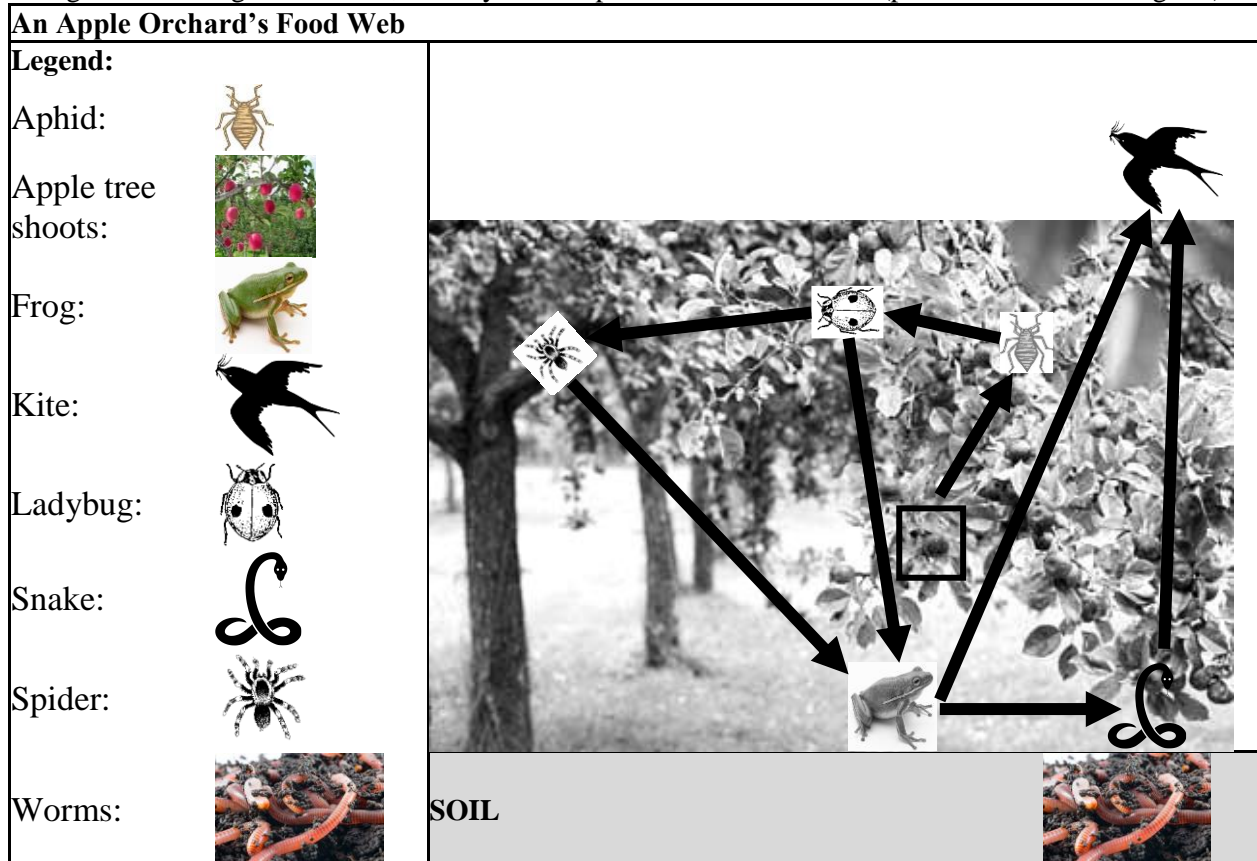 An Apple Orchard's Food Web
Legend:
Aphid:
Apple tree
shoots:
Frog:
Kite:
Ladybug:
Snake:
Spider:
Worms:
SOIL